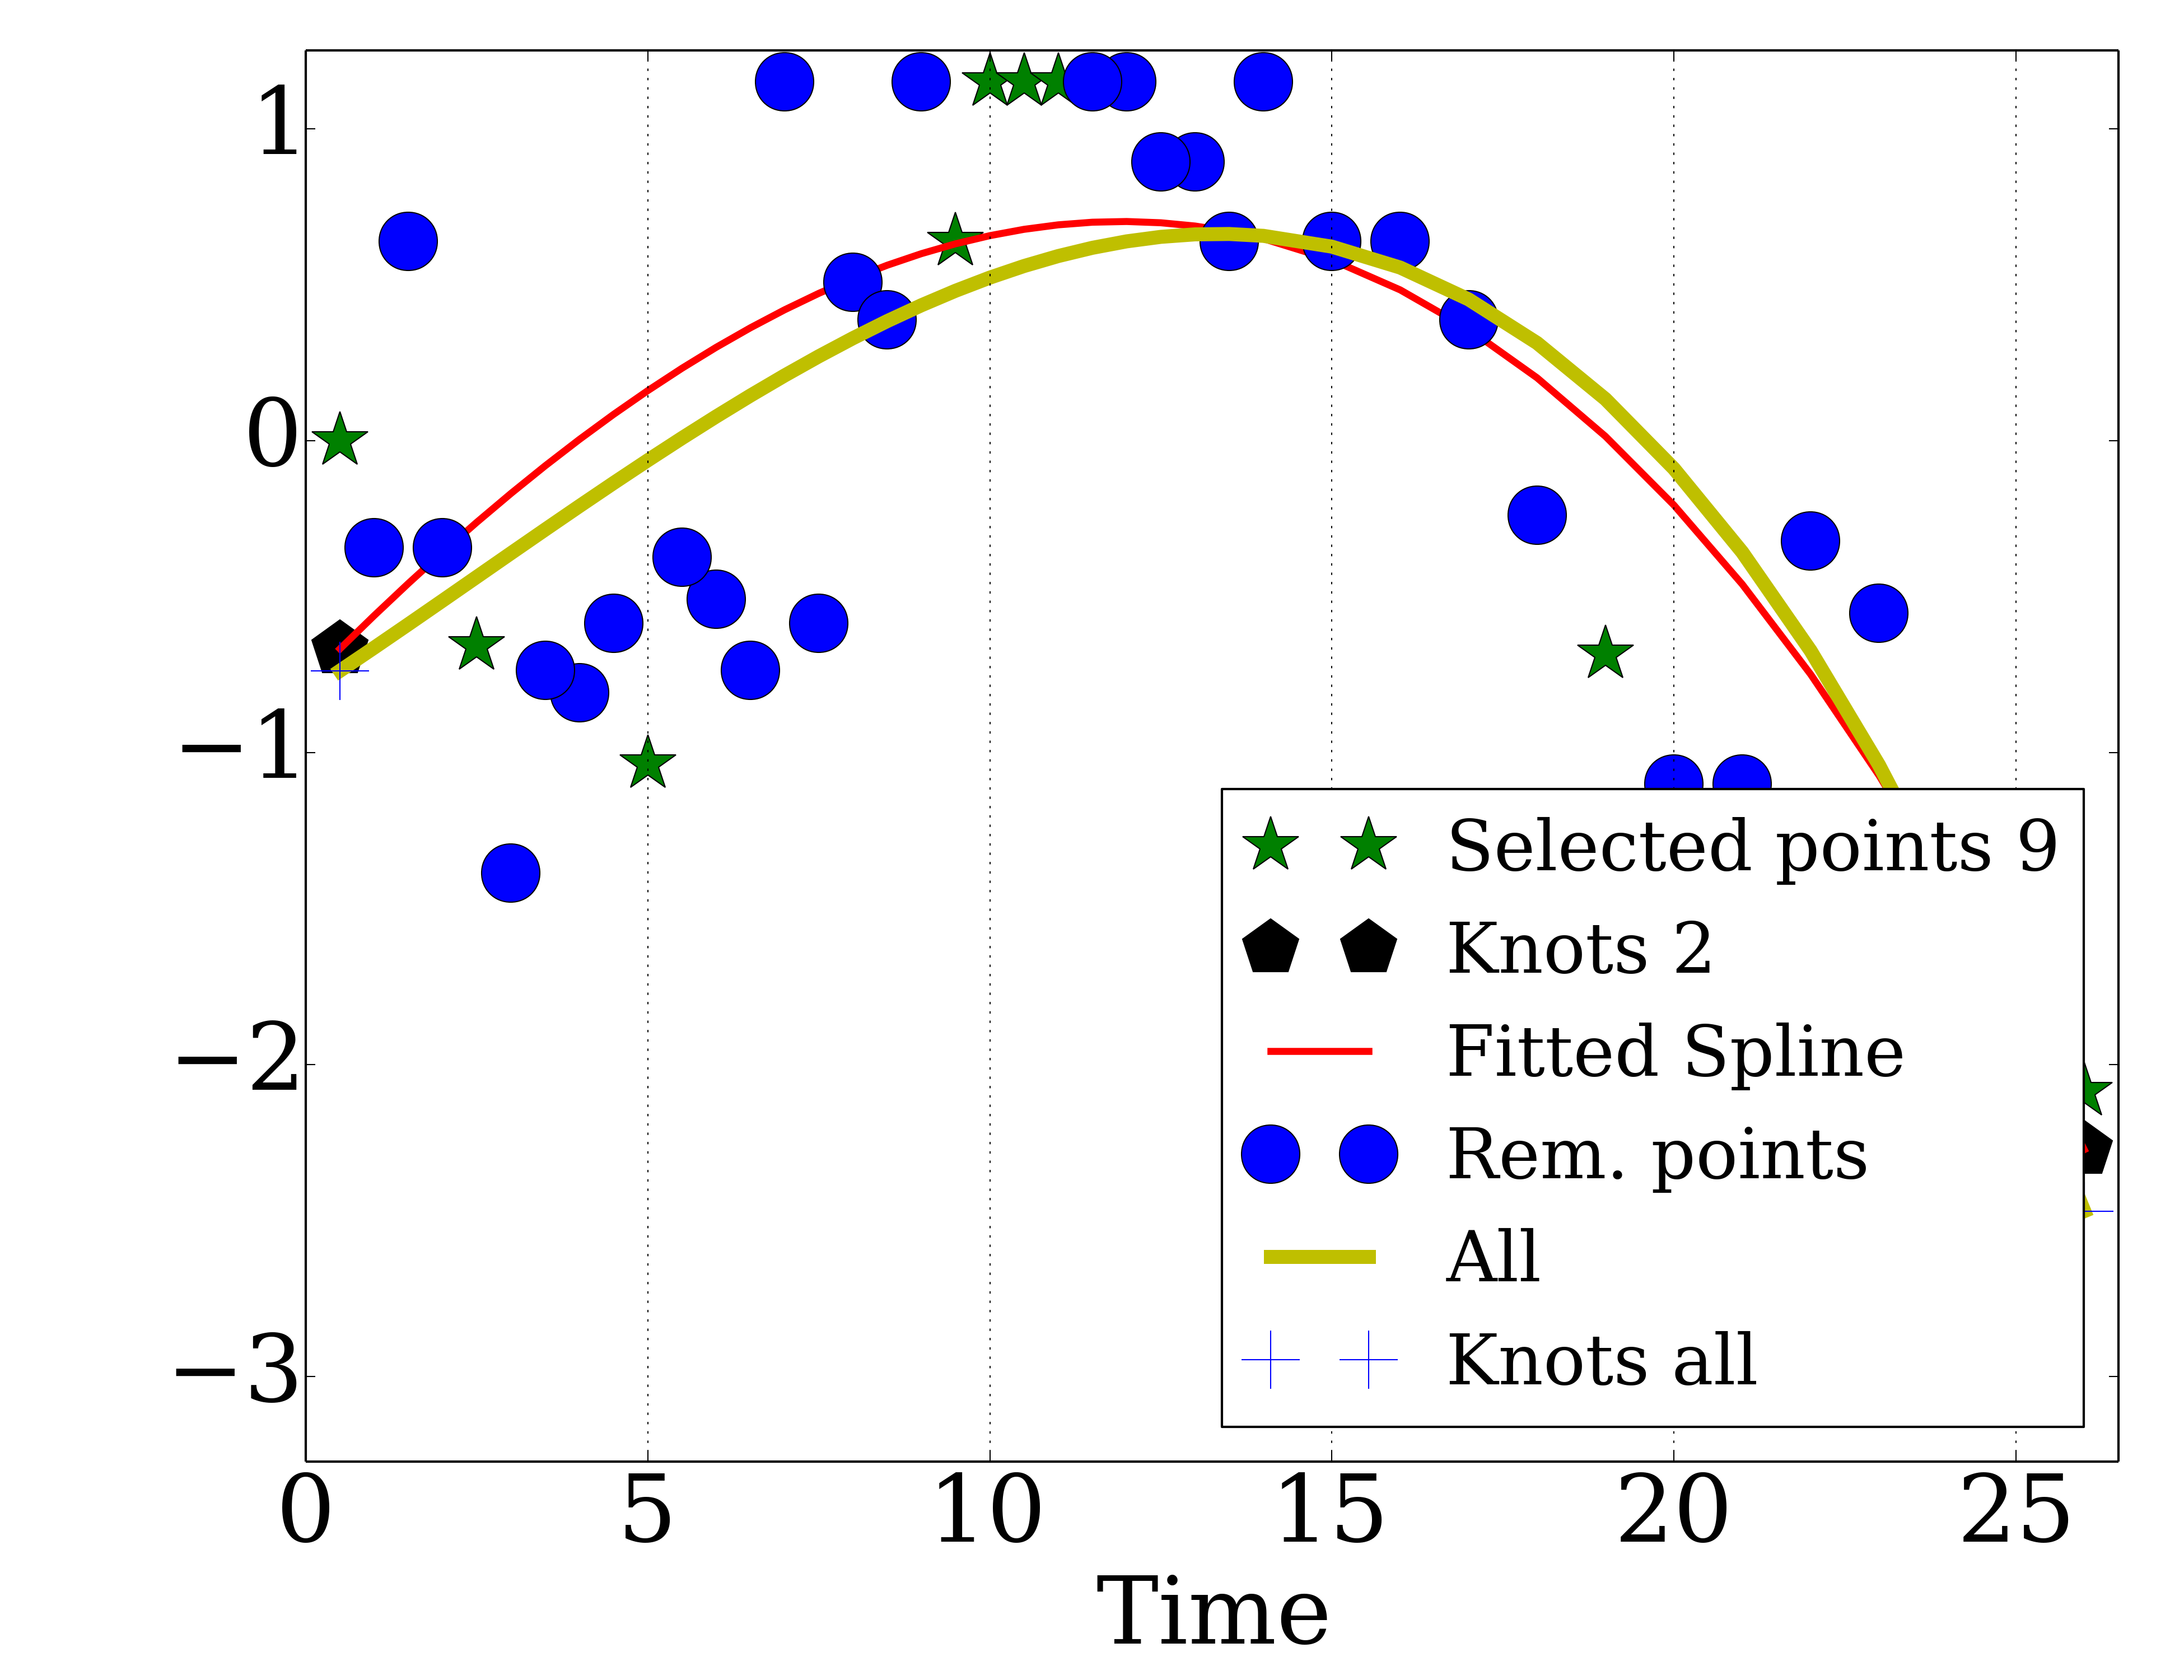 1
0
−1
−2
−3
Selected points 9
Knots 2
Fitted Spline
Rem. points
All
Knots all
0 5 10 15 20 25
Time